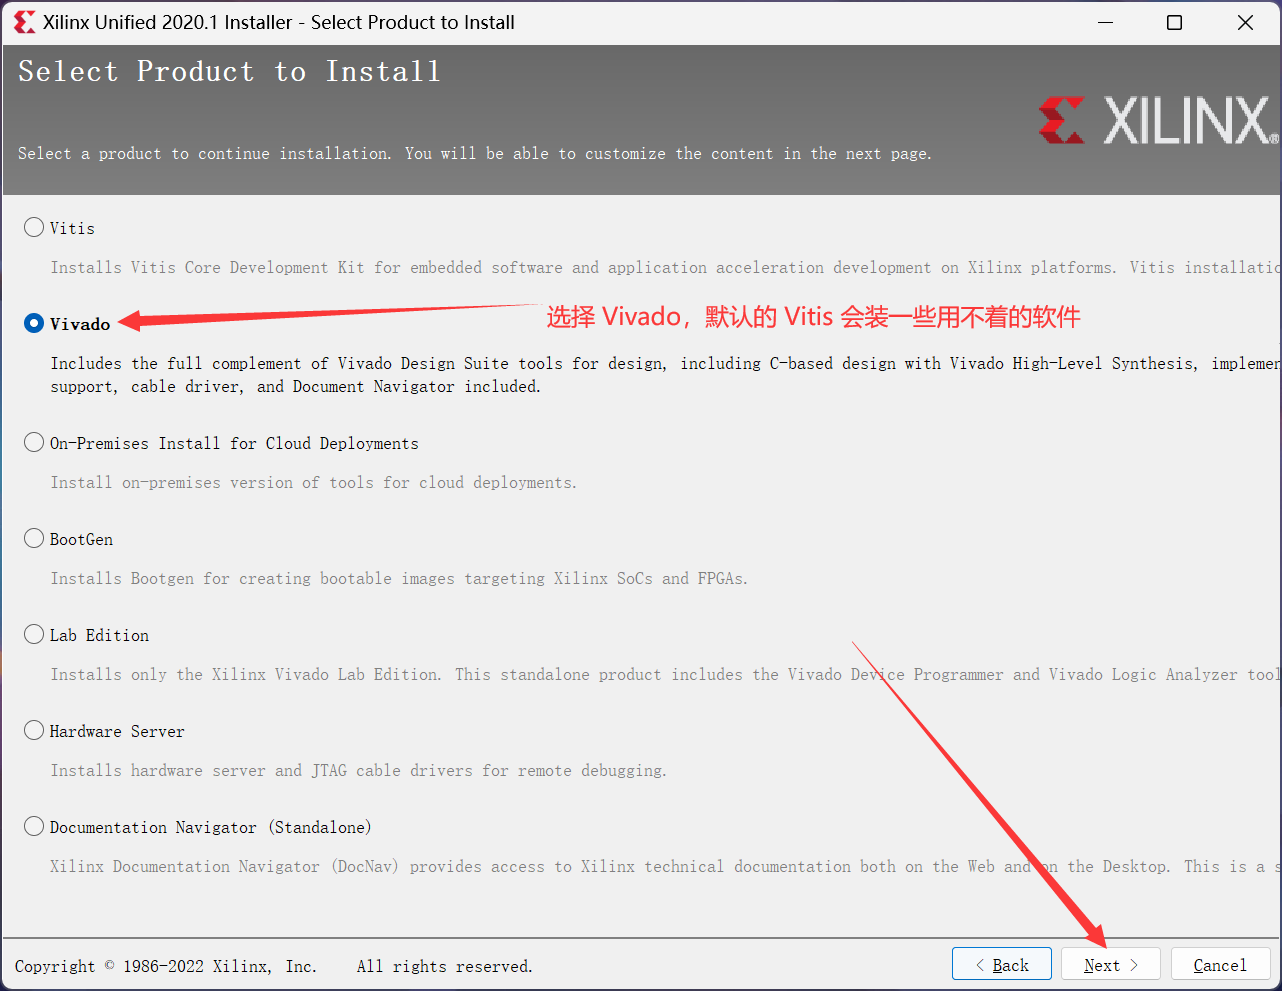 Xilinx Unified 2020.1 Installer - Select Product to Install
Select Product to Install
XILINX®
Select a product to continue installation. You will be able to customize the content in the next page.
Vitis
Installs Vitis Core Development Kit for embedded software and application acceleration development on Xilinx platforms. Vitis
选择 Vivado，默认的 Vitis 会装一些用不着的软件
Vivado
Includes the full complement of Vivado Design Suite tools for design, including C-based design with Vivado High-Level Synthesis,
support, cable driver, and Document Navigator included.
On-Premises Install for Cloud Deployments
Install on-premises version of tools for cloud deployments.
BootGen
Installs Bootgen for creating bootable images targeting Xilinx SoCs and FPGAs.
Lab Edition
Installs only the Xilinx Vivado Lab Edition. This standalone product includes the Vivado Device Programmer and Vivado Logic Analyzer tool
Hardware Server
Installs hardware server and JTAG cable drivers for remote debugging.
Documentation Navigator (Standalone)
Xilinx Documentation Navigator (DocNav) provides access to Xilinx technical documentation both on the Web and on the Desktop. This is a s
Copyright © 1986-2022 Xilinx, Inc. All rights reserved.
< Back
Next >
Cancel